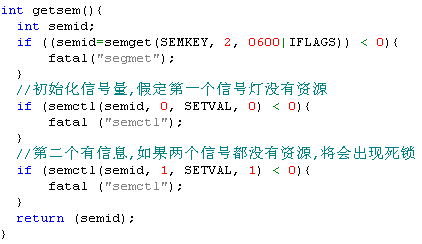 int getsem(){
int semid;
if ((semid=semget(SEMKEY, 2, 0600|IFLAGS)) < 0){
fatal("segmet");
}
//初始化信号量,假定第一个信号灯没有资源
if (semctl(semid, 0, SETVAL, 0) < 0){
fatal ("semctl");
}
//第二个有信息,如果两个信号都没有资源,将会出现死锁
if (semctl(semid, 1, SETVAL, 1) < 0){
fatal ("semctl");
}
return (semid);
}